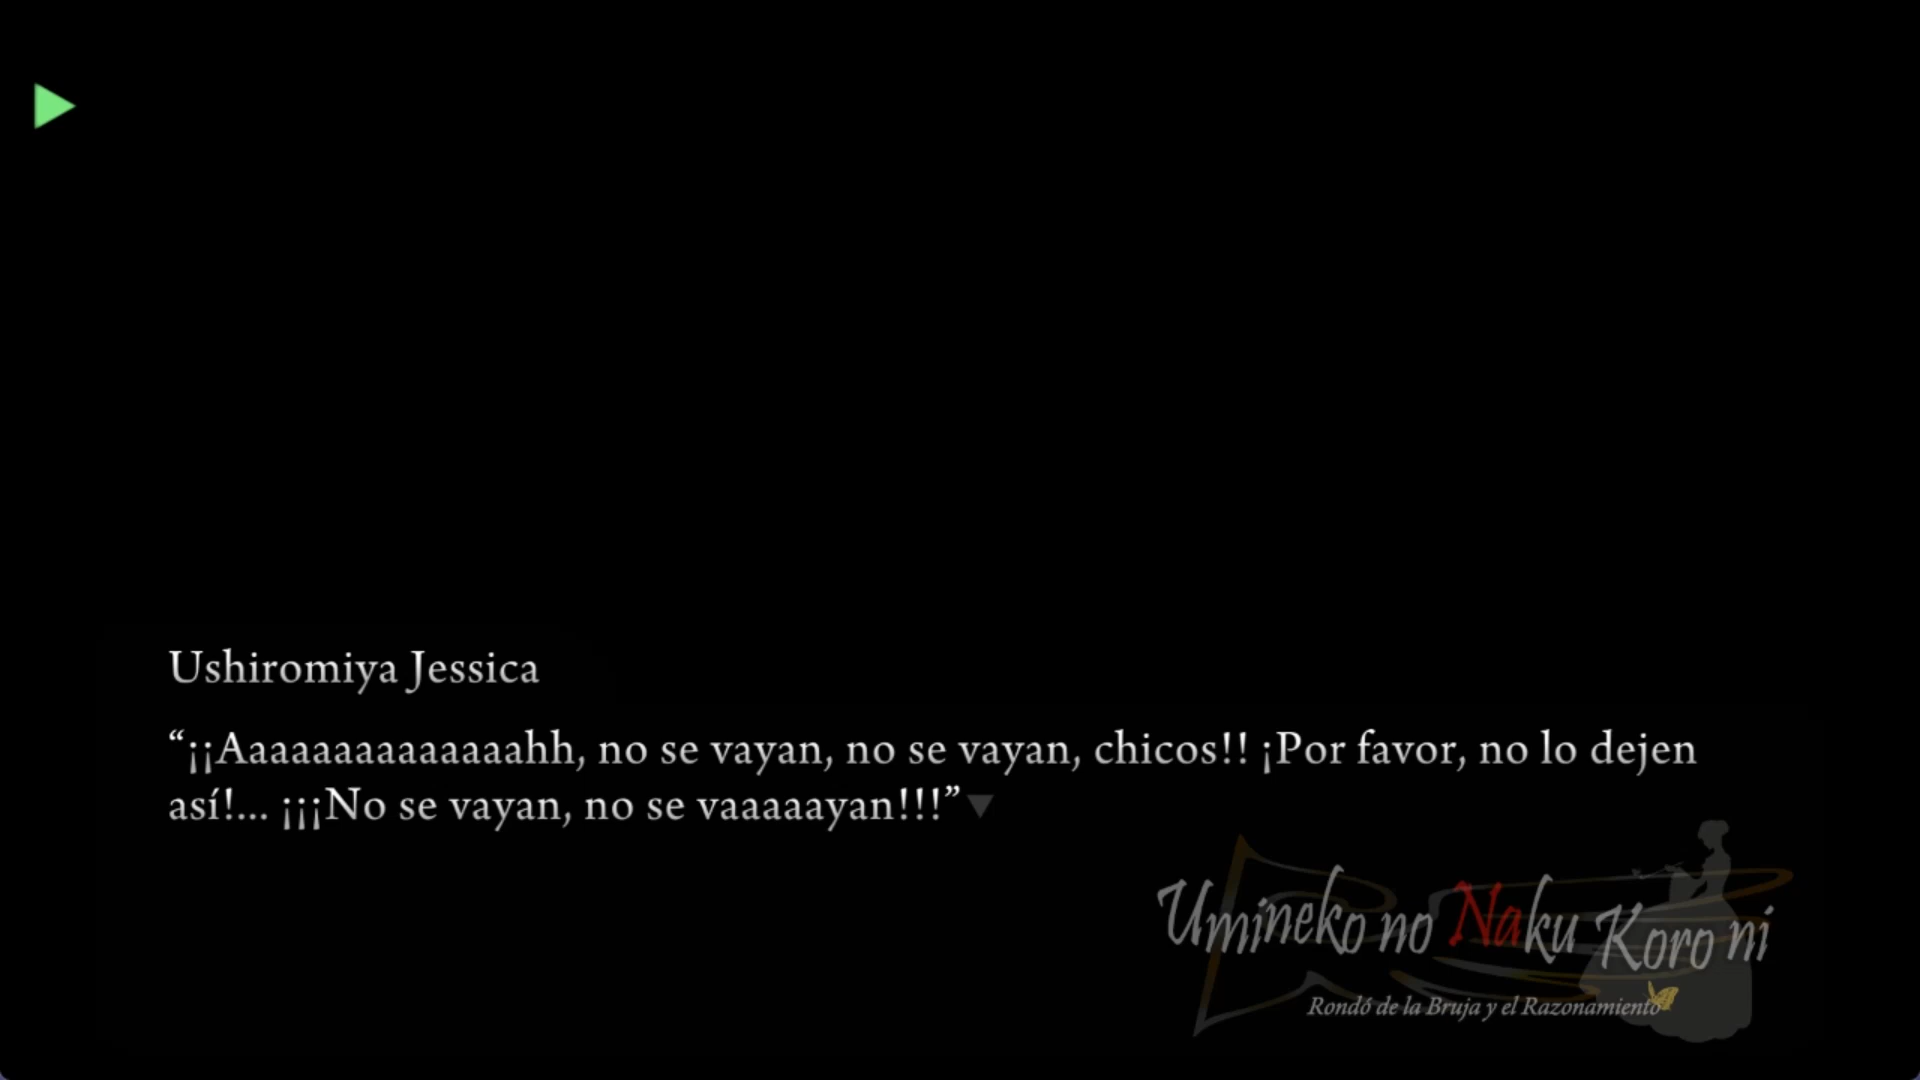 Ushiromiya Jessica
“¡¡Aaaaaaaaaaaaaahh, no se vayan, no se vayan, chicos!! ¡Por favor, no lo dejen
así!... ¡¡¡No se vayan, no se vaaaaayan!!!”
Umineko no Naku Koro ni
Rondó de la Bruja y el Razonamiento